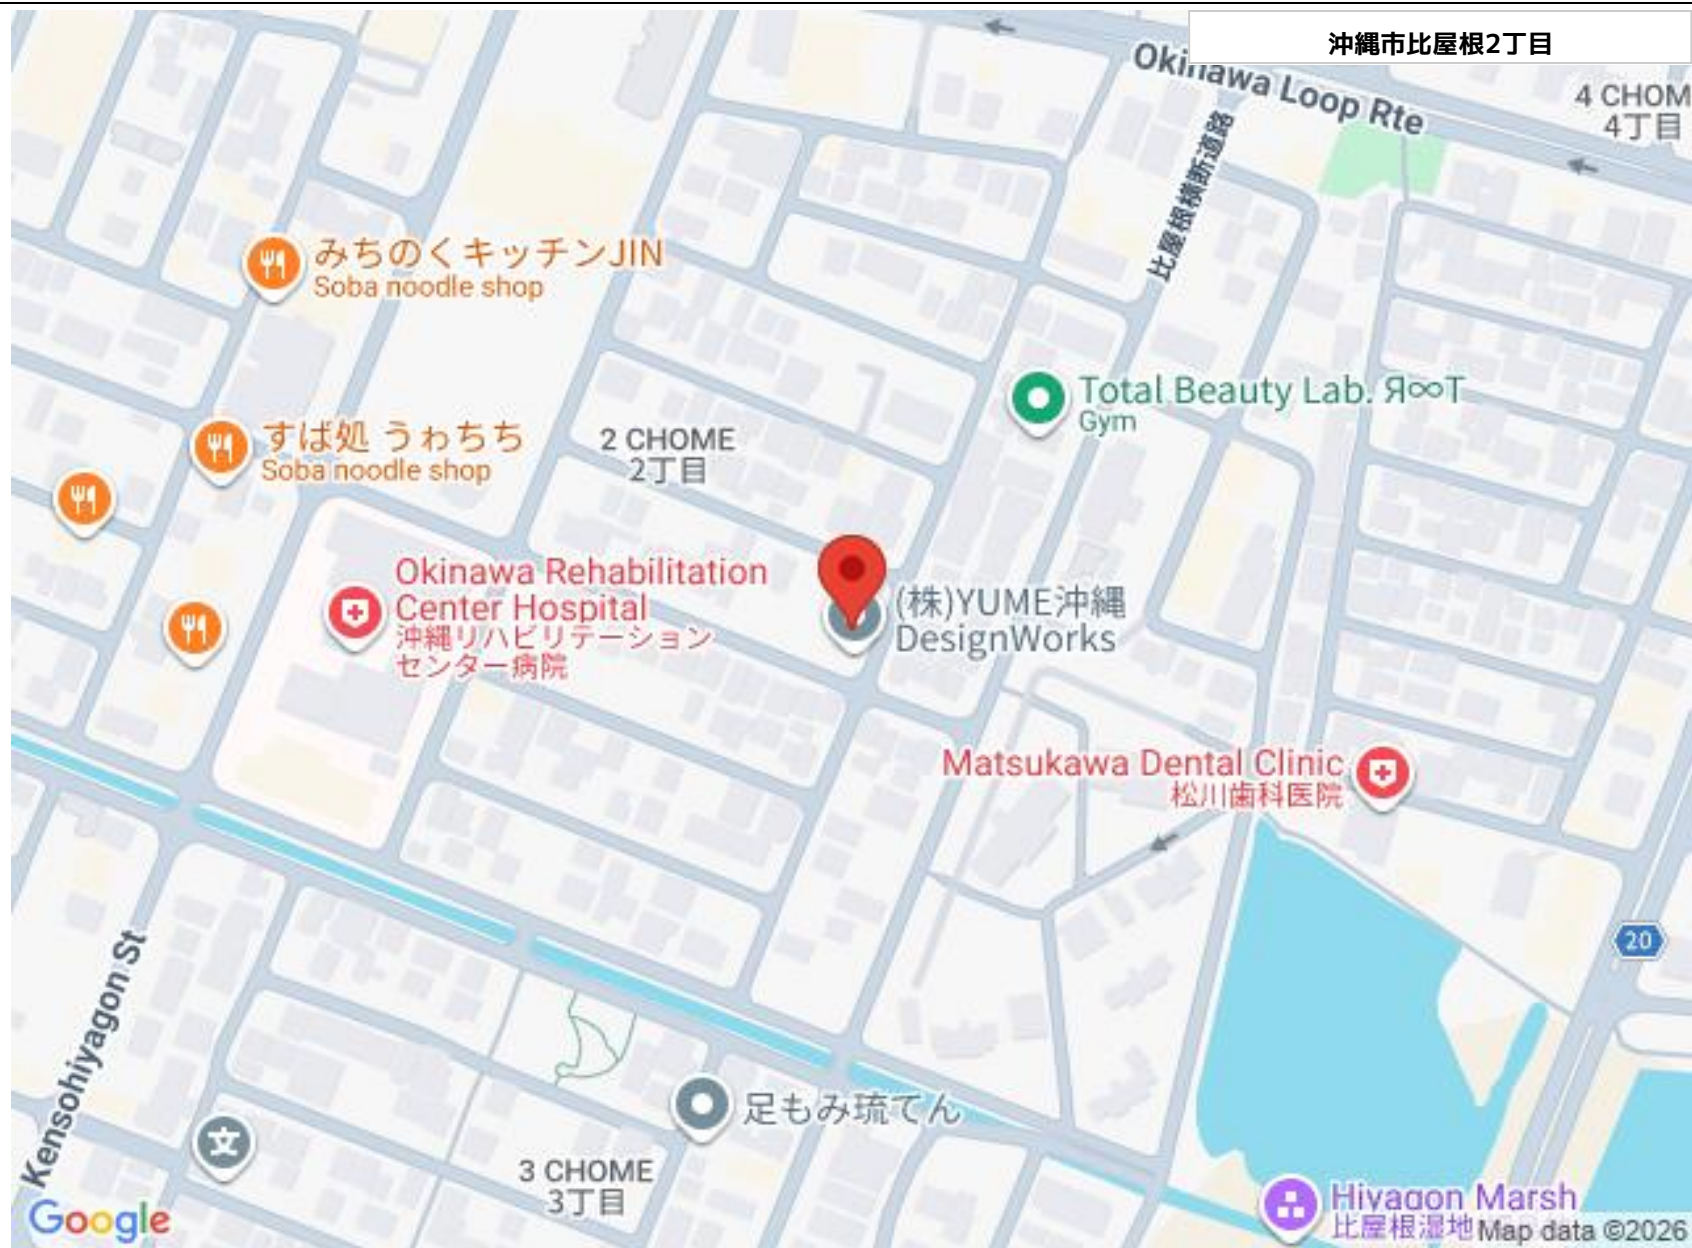 沖縄市比屋根2丁目
Okinawa Loop Rte
4 CHOM
4丁目
比屋根横断道路
みちのくキッチンJIN
Soba noodle shop
Total Beauty Lab. Я∞T
Gym
すば処 うゎちち
Soba noodle shop
2 CHOME
2丁目
Okinawa Rehabilitation
Center Hospital
沖縄リハビリテーション
センター病院
(株)YUME沖縄
DesignWorks
Matsukawa Dental Clinic
松川歯科医院
20
Kensohiyagon St
足もみ琉てん
文
3 CHOME
3丁目
Hiyagon Marsh
比屋根湿地
Google
Map data ©2026